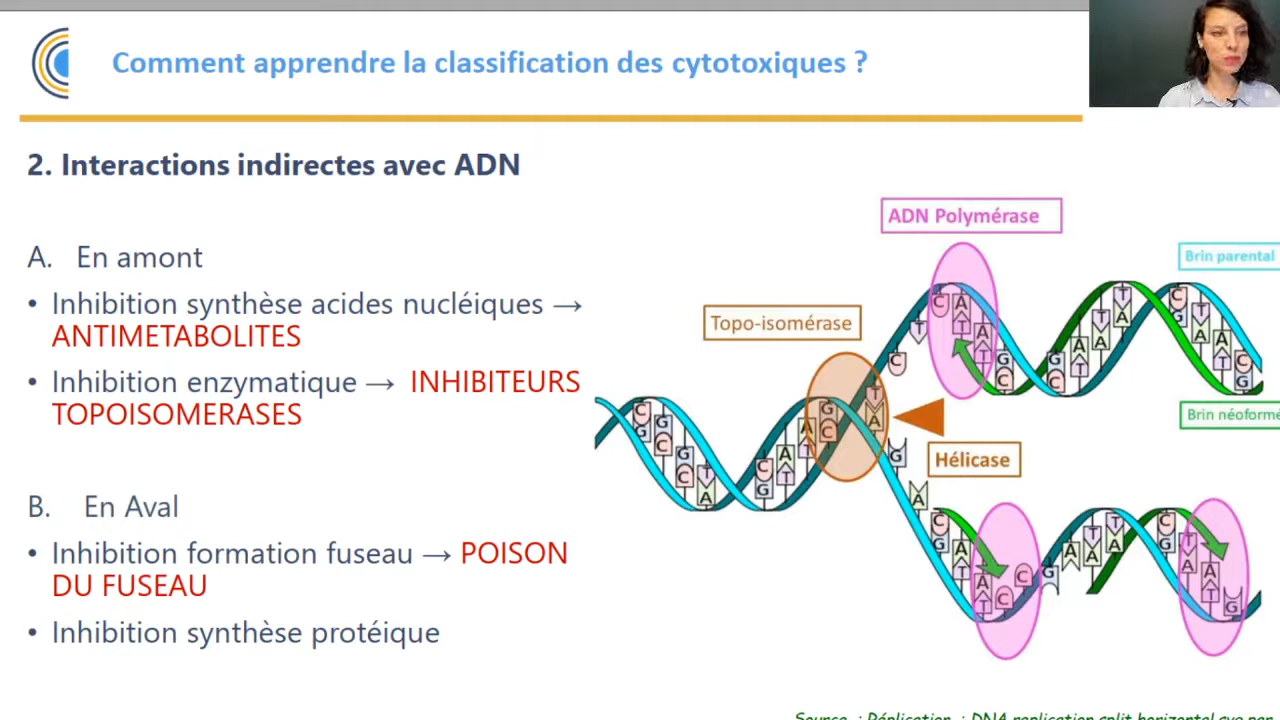 Comment apprendre la classification des cytotoxiques ?
2. Interactions indirectes avec ADN
A. En amont
• Inhibition synthèse acides nucléiques →
ANTIMETABOLITES
• Inhibition enzymatique → INHIBITEURS
TOPOISOMERASES
B. En Aval
• Inhibition formation fuseau → POISON
DU FUSEAU
• Inhibition synthèse protéique
ADN Polymérase
Brin parental
Topo-isomérase
Brin néoformé
Hélicase